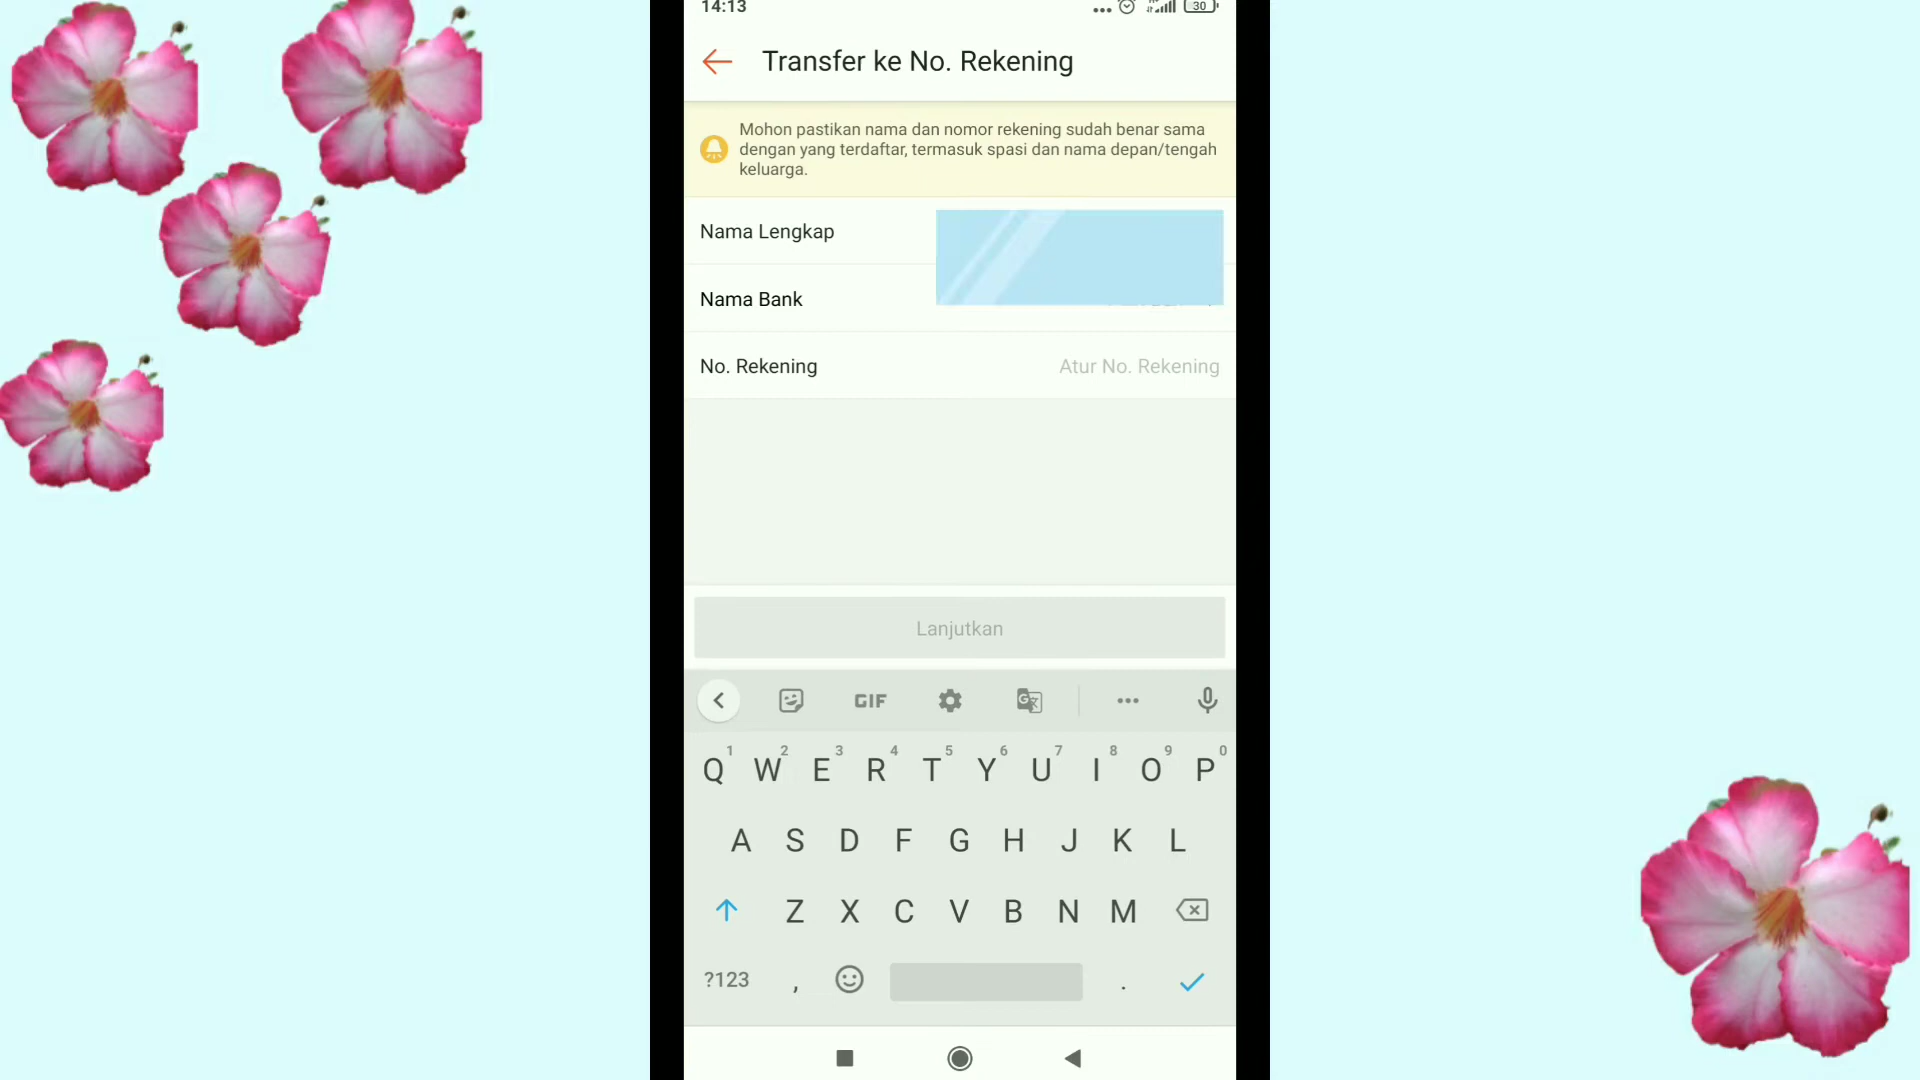 14:13
30
Transfer ke No. Rekening
Mohon pastikan nama dan nomor rekening sudah benar sama
dengan yang terdaftar, termasuk spasi dan nama depan/tengah
keluarga.
Nama Lengkap
Nama Bank
No. Rekening Atur No. Rekening
Lanjutkan
GIF
1 2 3 4 5 6 7 8 9 0
Q W E R T Y U I O P
A S D F G H J K L
Z X C V B N M
?123 , .